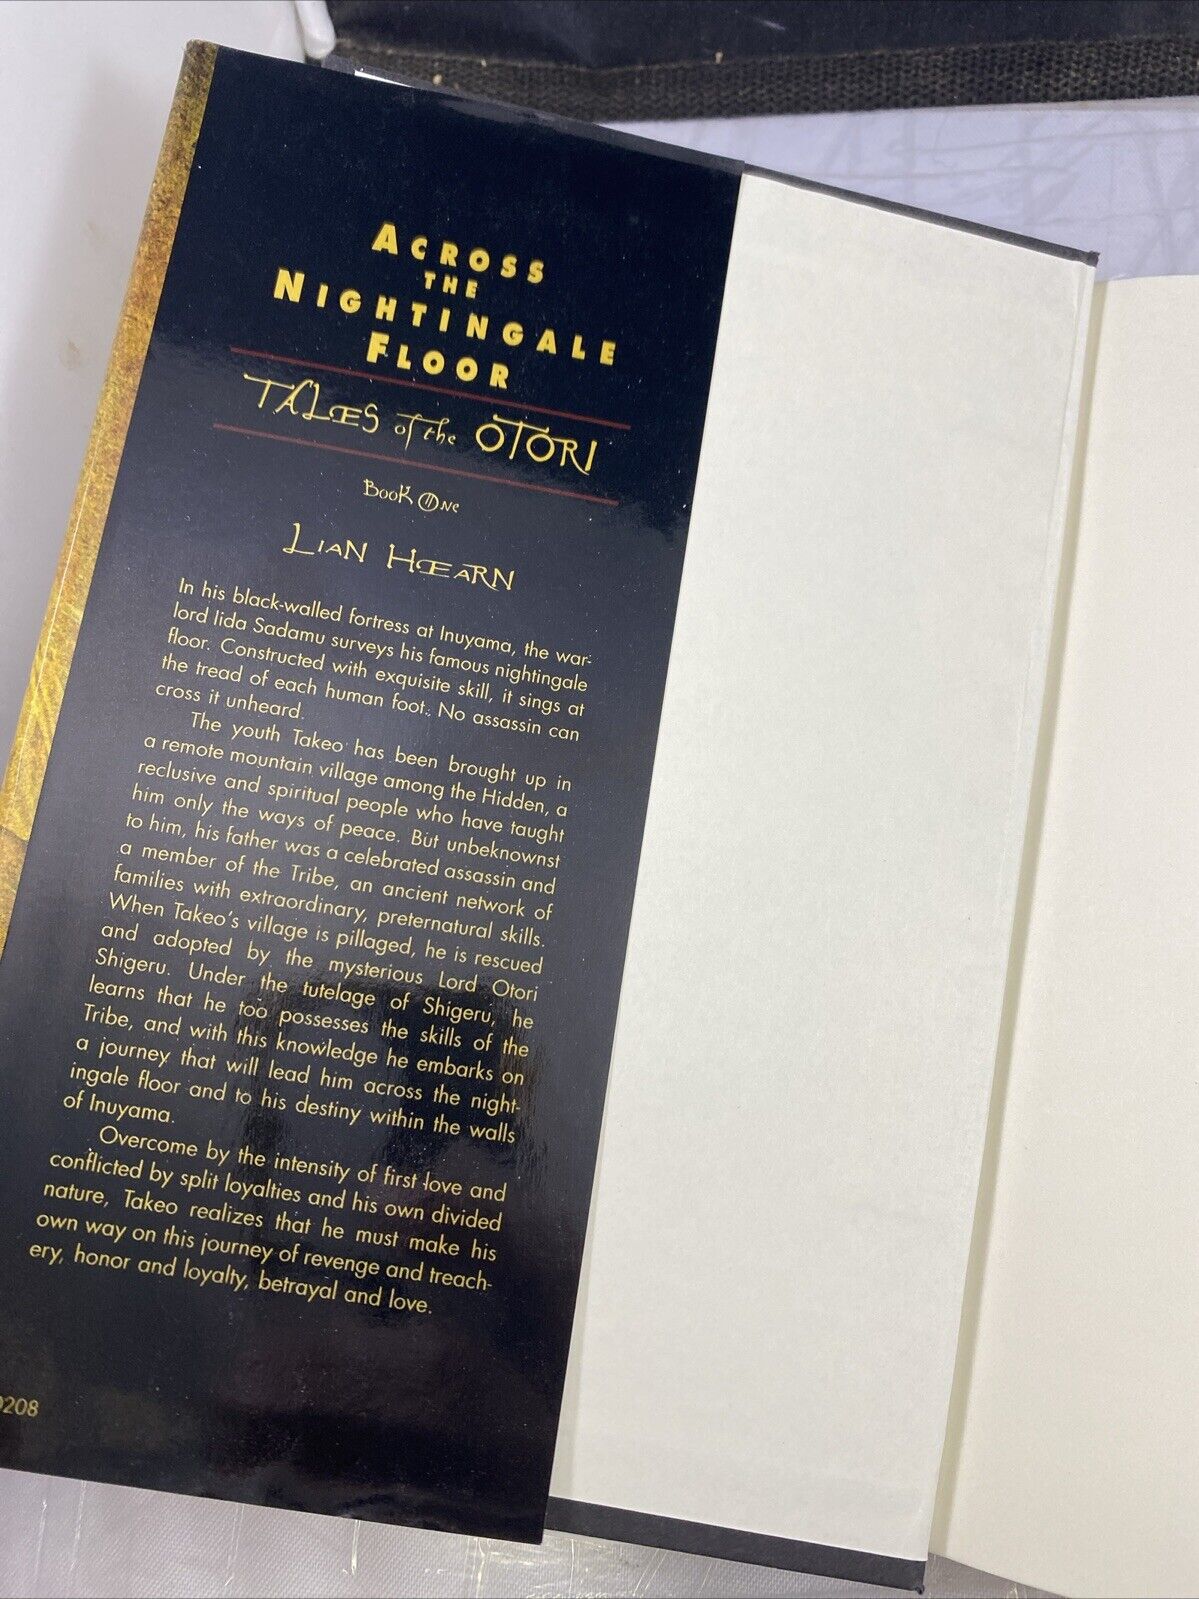 ACROSS
THE
NIGHTINGALE
FLOOR
TALES of the OTORI
Book One
LIAN HEARN
In his black-walled fortress at Inuyama, the war-
lord Iida Sadamu surveys his famous nightingale
floor. Constructed with exquisite skill, it sings at
the tread of each human foot. No assassin can
cross it unheard.
The youth Takeo has been brought up in
a remote mountain village among the Hidden, a
reclusive and spiritual people who have taught
him only the ways of peace. But unbeknownst
to him, his father was a celebrated assassin and
a member of the Tribe, an ancient network of
families with extraordinary, preternatural skills.
When Takeo's village is pillaged, he is rescued
and adopted by the mysterious Lord Otori
Shigeru. Under the tutelage of Shigeru, he
learns that he too possesses the skills of the
Tribe, and with this knowledge he embarks on
a journey that will lead him across the night-
ingale floor and to his destiny within the walls
of Inuyama.
Overcome by the intensity of first love and
conflicted by split loyalties and his own divided
nature, Takeo realizes that he must make his
own way on this journey of revenge and treach-
ery, honor and loyalty, betrayal and love.
0208